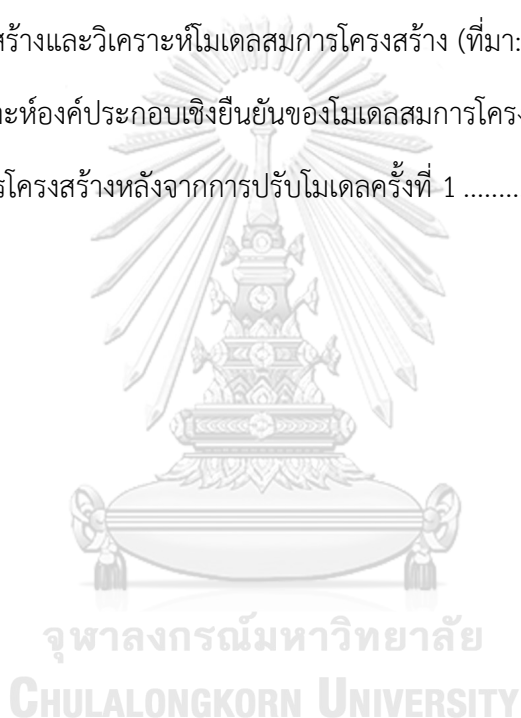 สร้างและวิเคราะห์โมเดลสมการโครงสร้าง (ที่มา:
าะห์องค์ประกอบเชิงยืนยันของโมเดลสมการโครง
รโครงสร้างหลังจากการปรับโมเดลครั้งที่ 1 ........
จุฬาลงกรณ์มหาวิทยาลัย
CHULALONGKORN UNIVERSITY